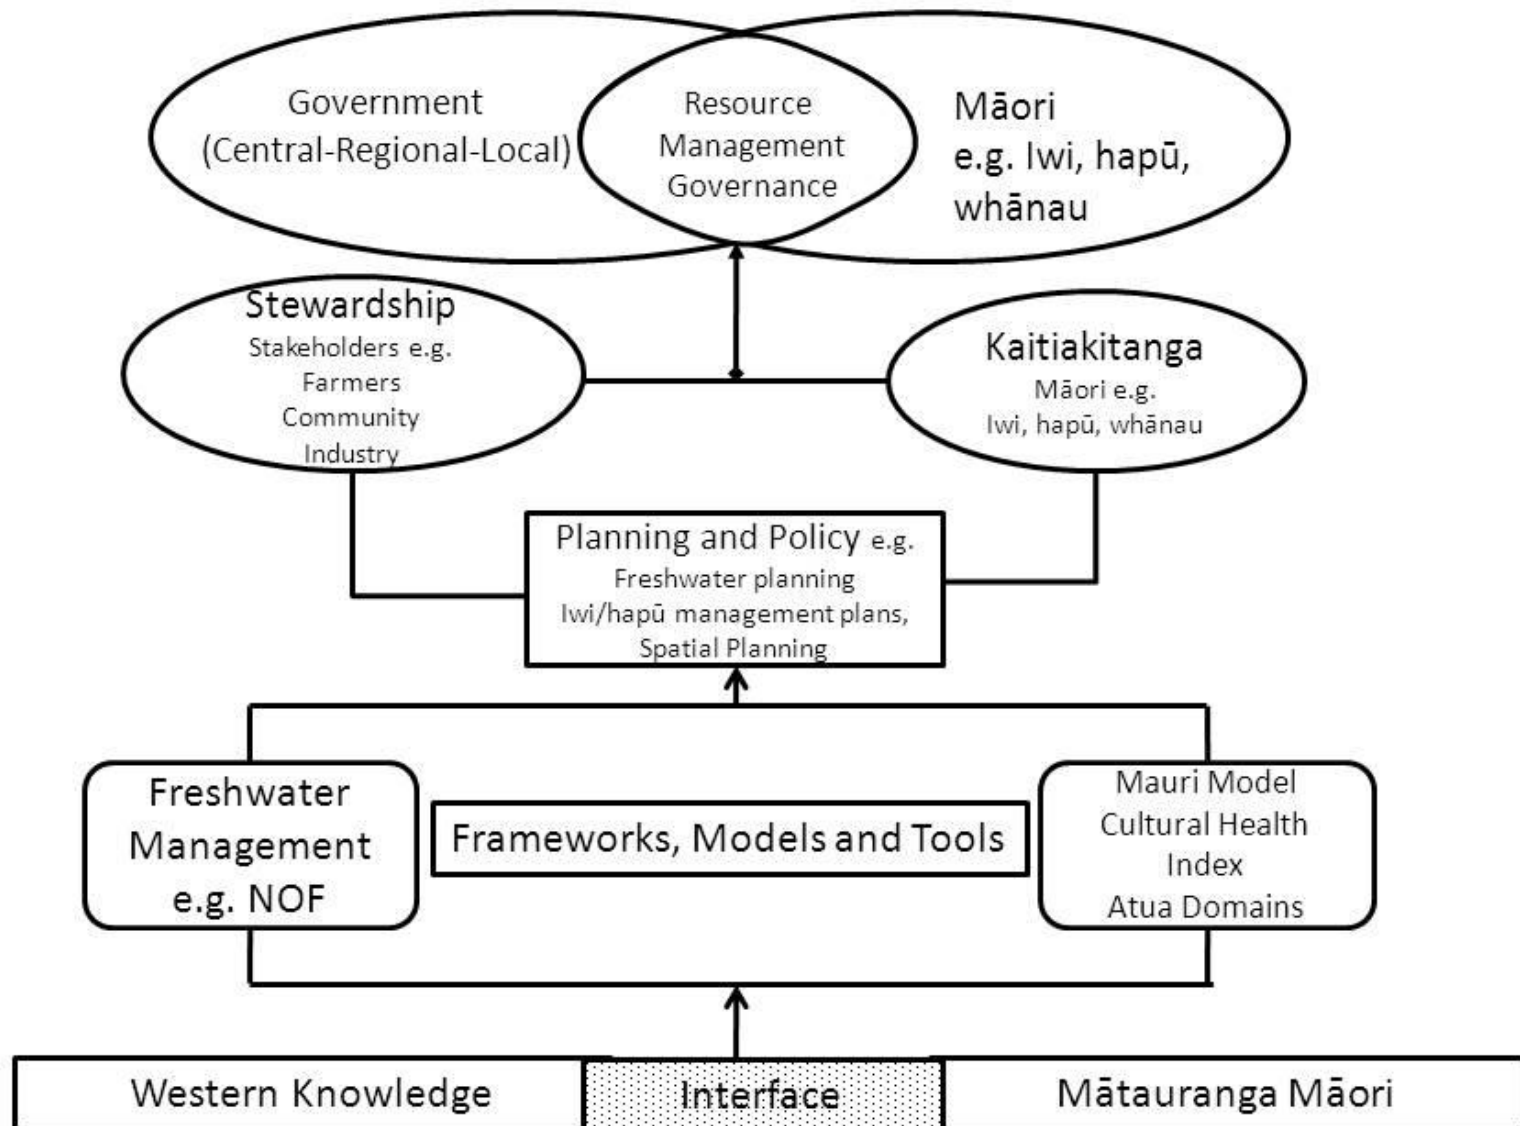 Government
(Central-Regional-Local)
Resource
Management
Governance
Māori
e.g. Iwi, hapū,
whānau
Stewardship
Stakeholders e.g.
Farmers
Community
Industry
Kaitiakitanga
Māori e.g.
Iwi, hapū, whānau
Planning and Policy e.g.
Freshwater planning
Iwi/hapū management plans,
Spatial Planning
Freshwater
Management
e.g. NOF
Frameworks, Models and Tools
Mauri Model
Cultural Health
Index
Atua Domains
Western Knowledge
Interface
Mātauranga Māori